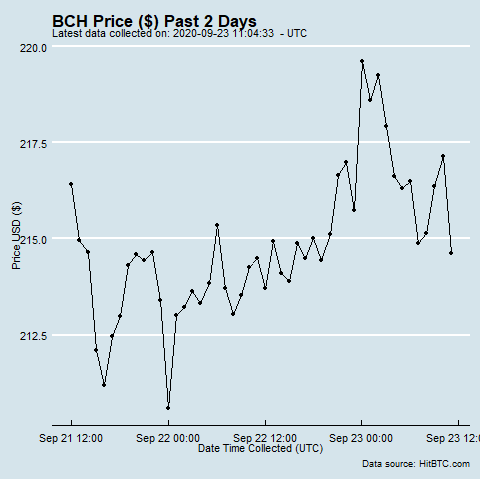 BCH Price ($) Past 2 Days
Latest data collected on: 2020-09-23 11:04:33 - UTC
220.0
217.5
215.0
212.5
Price USD ($)
Sep 21 12:00 Sep 22 00:00 Sep 22 12:00 Sep 23 00:00 Sep 23 12:0
Date Time Collected (UTC)
Data source: HitBTC.com